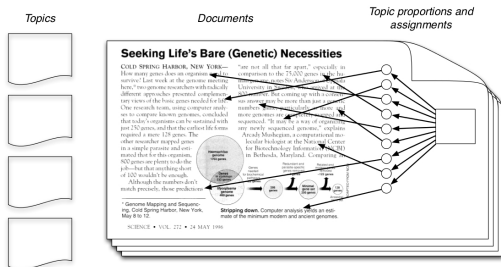 Topics
Documents
Topic proportions and
assignments
Seeking Life's Bare (Genetic) Necessities
COLD SPRING HARBOR, NEW YORK—
How many genes does an organism need to
survive? Last week at the genome meeting
here,* two genome researchers with radically
different approaches presented complemen-
tary views of the basic genes needed for life.
One research team, using computer analy-
ses to compare known genomes, concluded
that today's organisms can be sustained with
just 250 genes, and that the earliest life forms
required a mere 128 genes. The
other researcher mapped genes
in a simple parasite and esti-
mated that for this organism,
800 genes are plenty to do the
job—but that anything short
of 100 wouldn't be enough.
Although the numbers don't
match precisely, those predictions
* Genome Mapping and Sequenc-
ing, Cold Spring Harbor, New York,
May 8 to 12.
SCIENCE • VOL. 272 • 24 MAY 1996
"are not all that far apart," especially in
comparison to the 75,000 genes in the hu-
sus answer may be more than just a
more genomes are
sequenced. "It may be a way of organizing
any newly sequenced genome," explains
Arcady Mushegian, a computational mo-
lecular biologist at the National Center
for Biotechnology Information (NCBI)
in Bethesda, Maryland. Comparing
Stripping down. Computer analysis yields an esti-
mate of the minimum modern and ancient genomes.